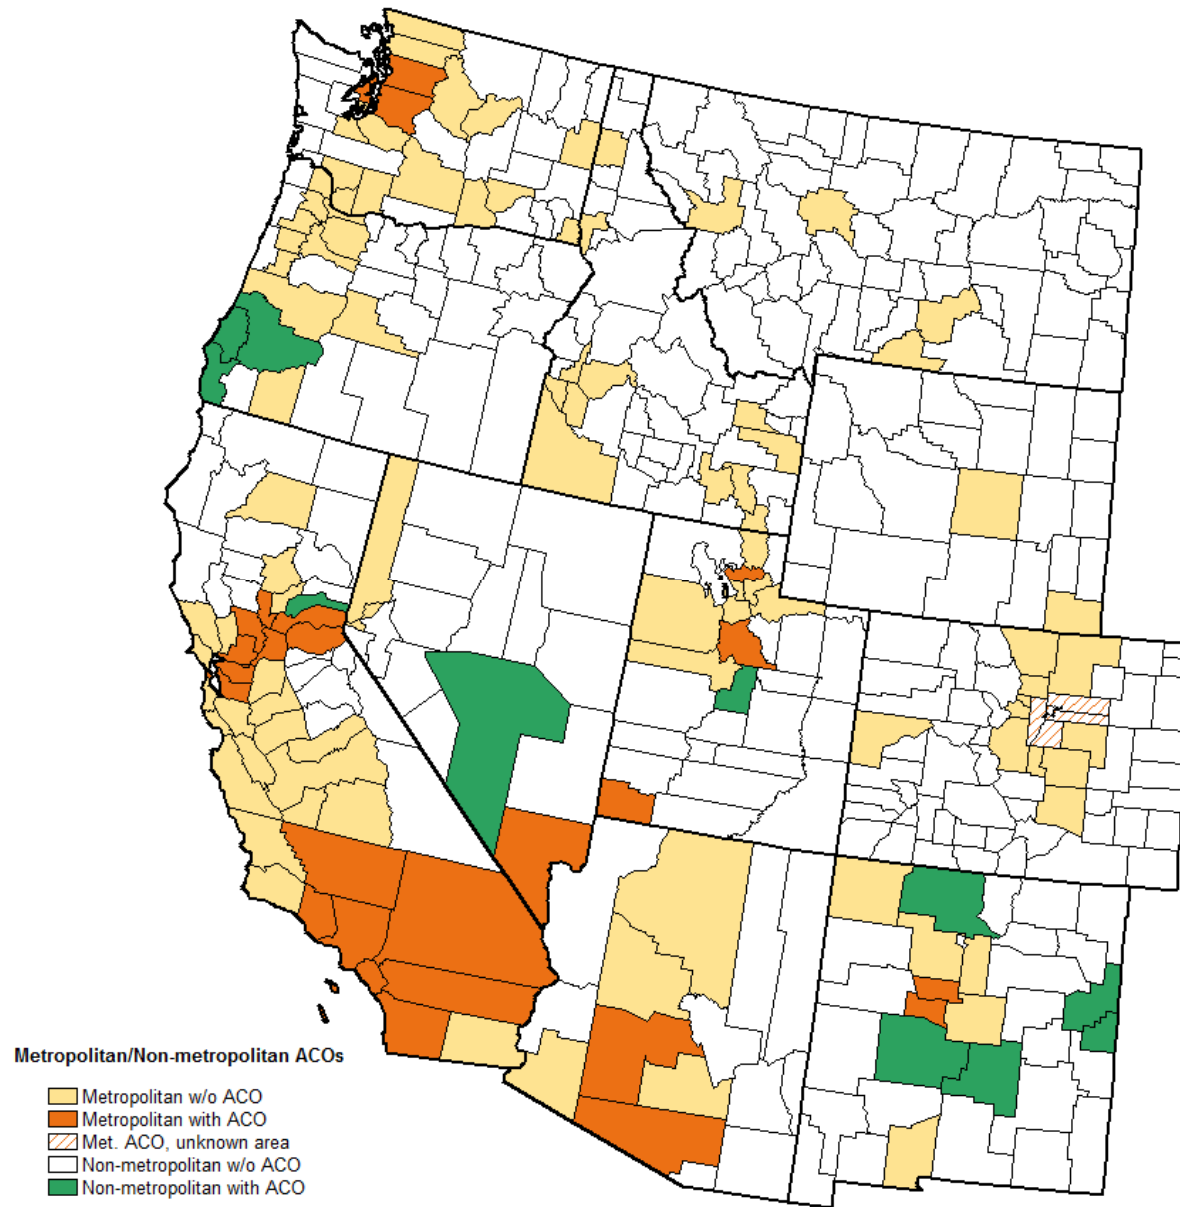 Metropolitan/Non-metropolitan ACOs
Metropolitan w/o ACO
Metropolitan with ACO
Met. ACO, unknown area
Non-metropolitan w/o ACO
Non-metropolitan with ACO